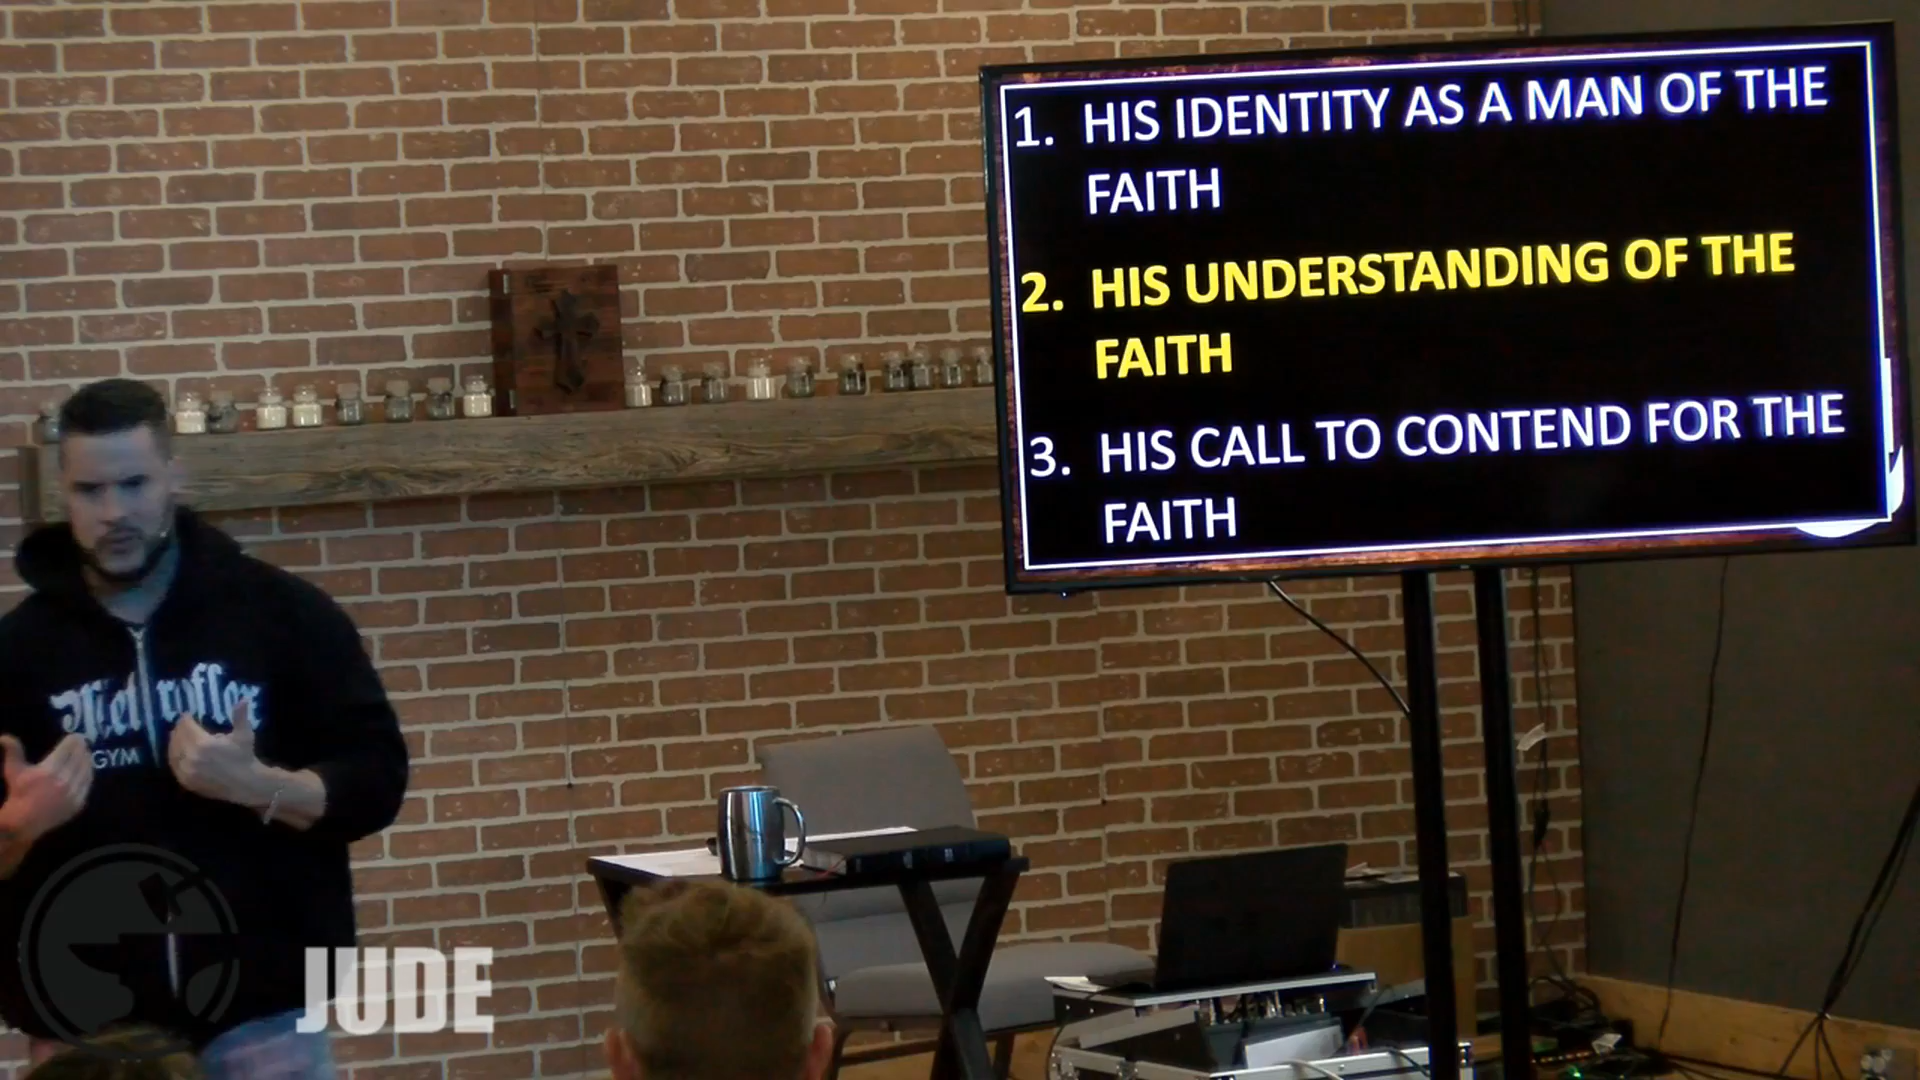 1. HIS IDENTITY AS A MAN OF THE
FAITH
2. HIS UNDERSTANDING OF THE
FAITH
3. HIS CALL TO CONTEND FOR THE
FAITH
Metroflex
GYM
JUDE